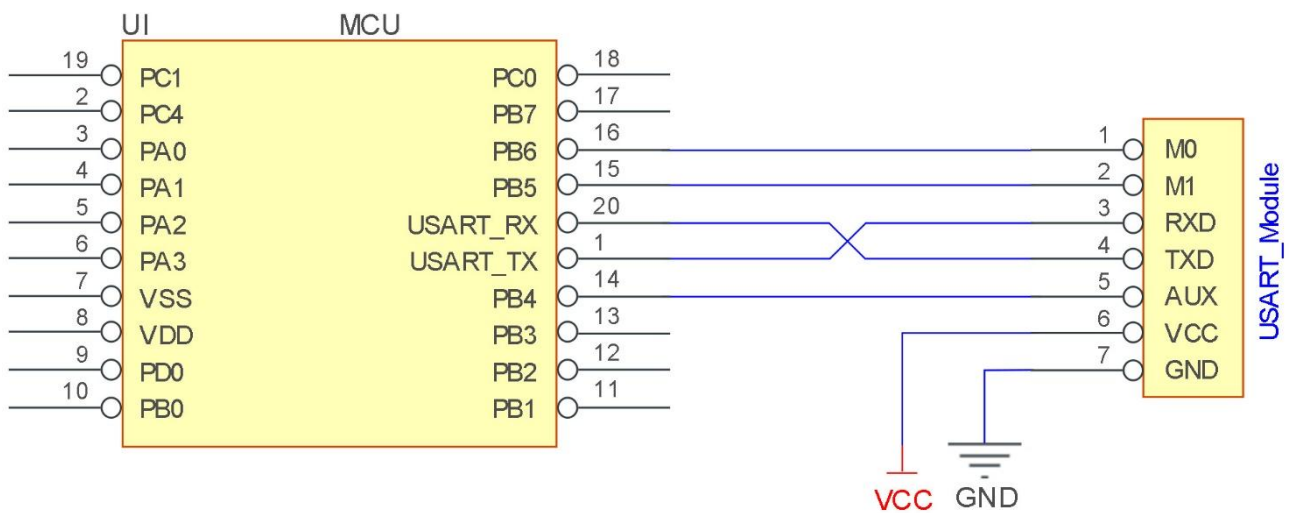 UI MCU
19 PC1 PC0 18
2 PC4 PB7 17
3 PA0 PB6 16 1 M0
4 PA1 PB5 15 2 M1
5 PA2 USART_RX 20 3 RXD
6 PA3 USART_TX 1 4 TXD
7 VSS PB4 14 5 AUX
8 VDD PB3 13 6 VCC
9 PD0 PB2 12 7 GND
10 PB0 PB1 11
USART_Module
VCC GND